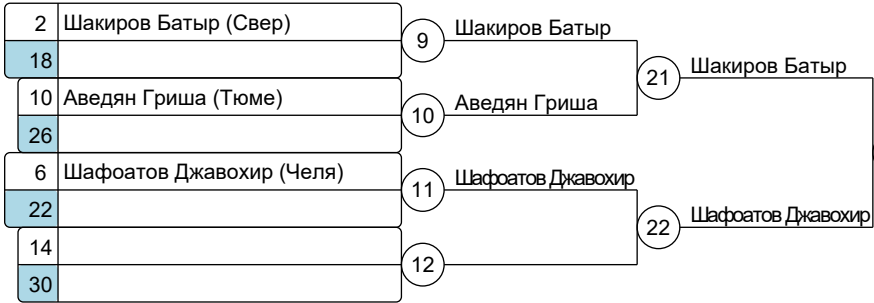 2 Шакиров Батыр (Свер)
9 Шакиров Батыр
18
21 Шакиров Батыр
10 Аведян Гриша (Тюме)
10 Аведян Гриша
26
6 Шафоатов Джавохир (Челя)
11 Шафоатов Джавохир
22
22 Шафоатов Джавохир
14
12
30